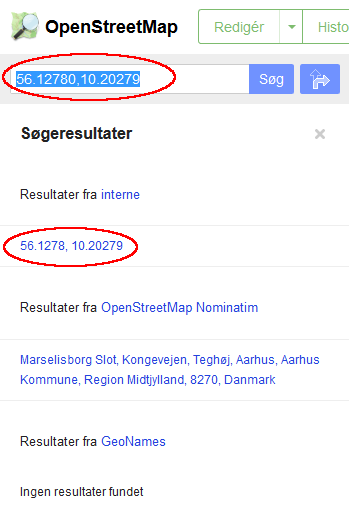 OpenStreetMap
Redigér
Histo
56.12780,10.20279
Søg
Søgeresultater
×
Resultater fra interne
56.1278, 10.20279
Resultater fra OpenStreetMap Nominatim
Marselisborg Slot, Kongevejen, Teghøj, Aarhus, Aarhus
Kommune, Region Midtjylland, 8270, Danmark
Resultater fra GeoNames
Ingen resultater fundet